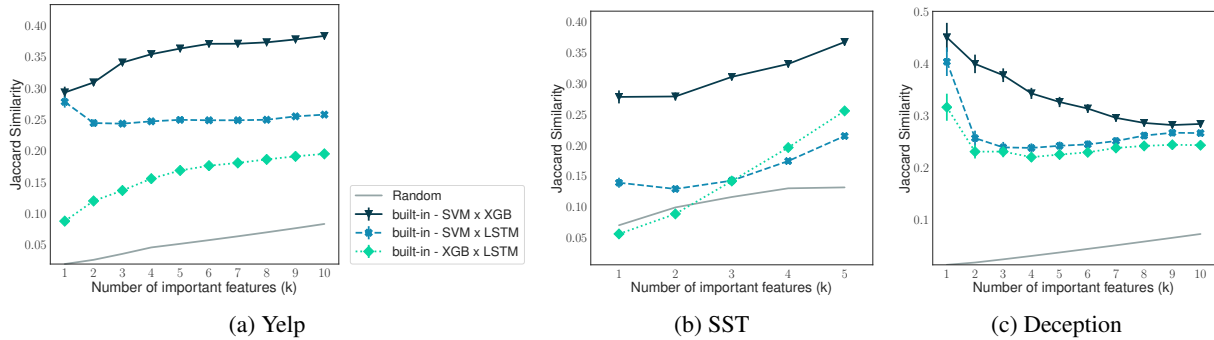 0.40
0.35
0.30
0.25
0.20
0.15
0.10
0.05
Jaccard Similarity
1 2 3 4 5 6 7 8 9 10
Number of important features (k)
(a) Yelp
Random
built-in - SVM x XGB
built-in - SVM x LSTM
built-in - XGB x LSTM
0.40
0.35
0.30
0.25
0.20
0.15
0.10
0.05
Jaccard Similarity
1 2 3 4 5
Number of important features (k)
(b) SST
0.5
0.4
0.3
0.2
0.1
Jaccard Similarity
1 2 3 4 5 6 7 8 9 10
Number of important features (k)
(c) Deception